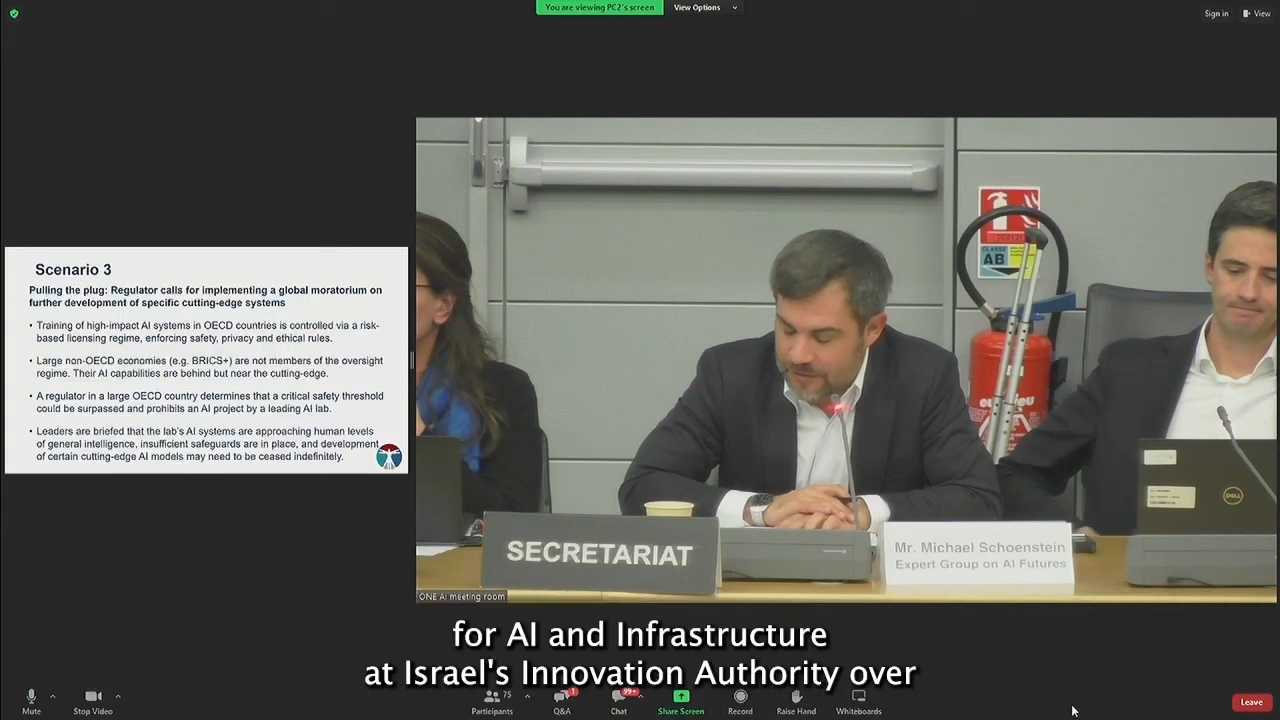 You are viewing PC2's screen
View Options
Sign in
View
Scenario 3
Pulling the plug: Regulator calls for implementing a global moratorium on
further development of specific cutting-edge systems
• Training of high-impact AI systems in OECD countries is controlled via a risk-
based licensing regime, enforcing safety, privacy and ethical rules.
• Large non-OECD economies (e.g. BRICS+) are not members of the oversight
regime. Their AI capabilities are behind but near the cutting-edge.
• A regulator in a large OECD country determines that a critical safety threshold
could be surpassed and prohibits an AI project by a leading AI lab.
• Leaders are briefed that the lab's AI systems are approaching human levels
of general intelligence, insufficient safeguards are in place, and development
of certain cutting-edge AI models may need to be ceased indefinitely.
CLASSE
AB
DELL
SECRETARIAT
Mr. Michael Schoenstein
Expert Group on AI Futures
ONE AI meeting room
for AI and Infrastructure
at Israel's Innovation Authority over
Mute
Stop Video
75
Participants
1
Q&A
99+
Chat
Share Screen
Record
Raise Hand
Whiteboards
Leave